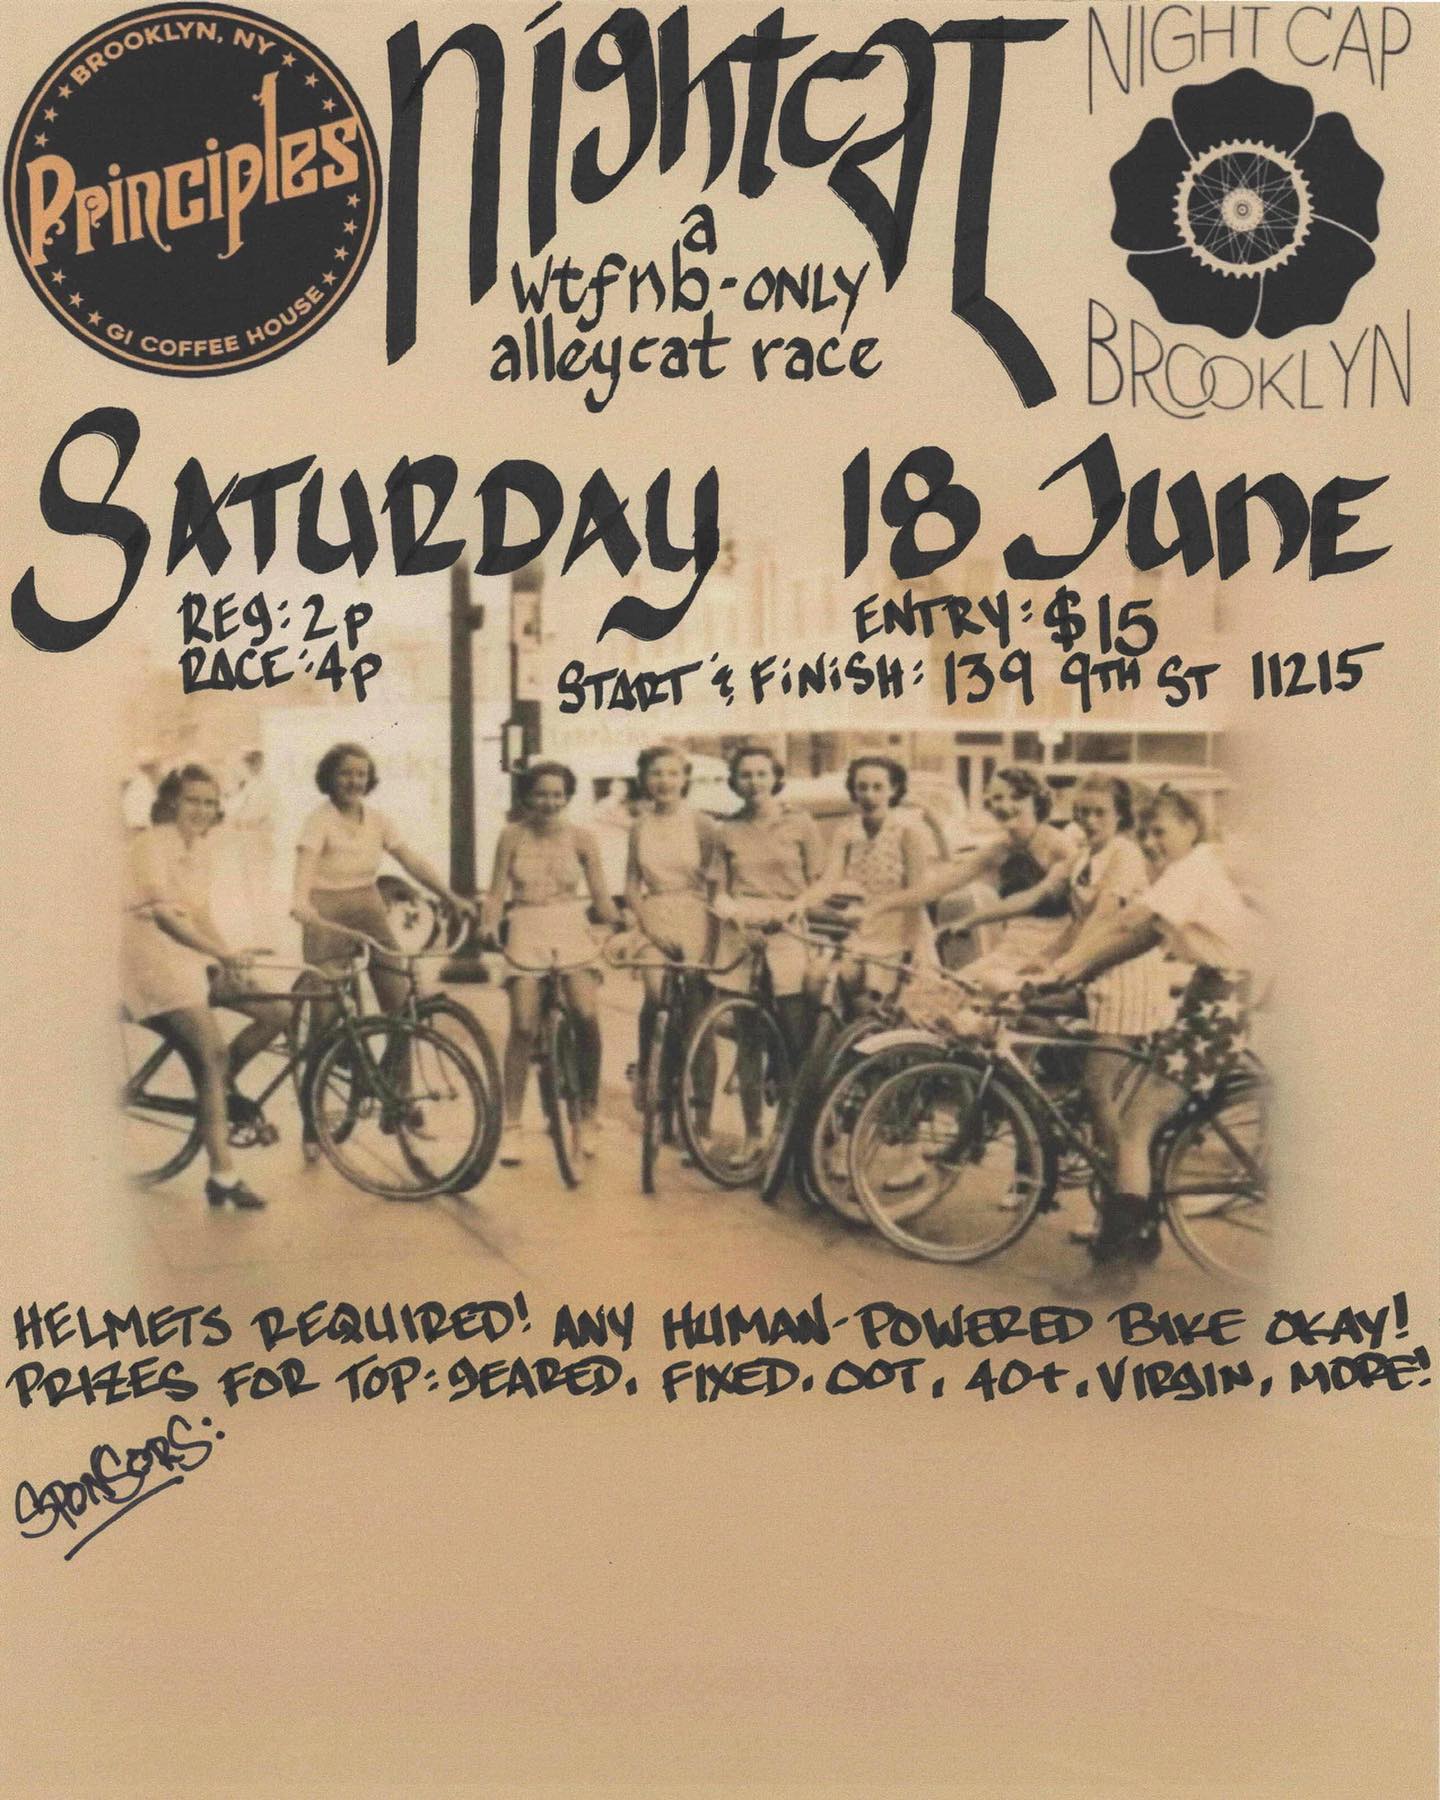 BROOKLYN, NY
Principles
GI COFFEE HOUSE
nightcat
a
wtfnb-ONLY
alleycat race
NIGHT CAP
BROOKLYN
SATURDAY 18 JUNE
REG: 2P
RACE: 4P
ENTRY: $15
START & FINISH: 139 9TH ST 11215
HELMETS REQUIRED! ANY HUMAN-POWERED BIKE OKAY!
PRIZES FOR TOP: GEARED, FIXED, OOT, 40+, VIRGIN, MORE!
SPONSORS: